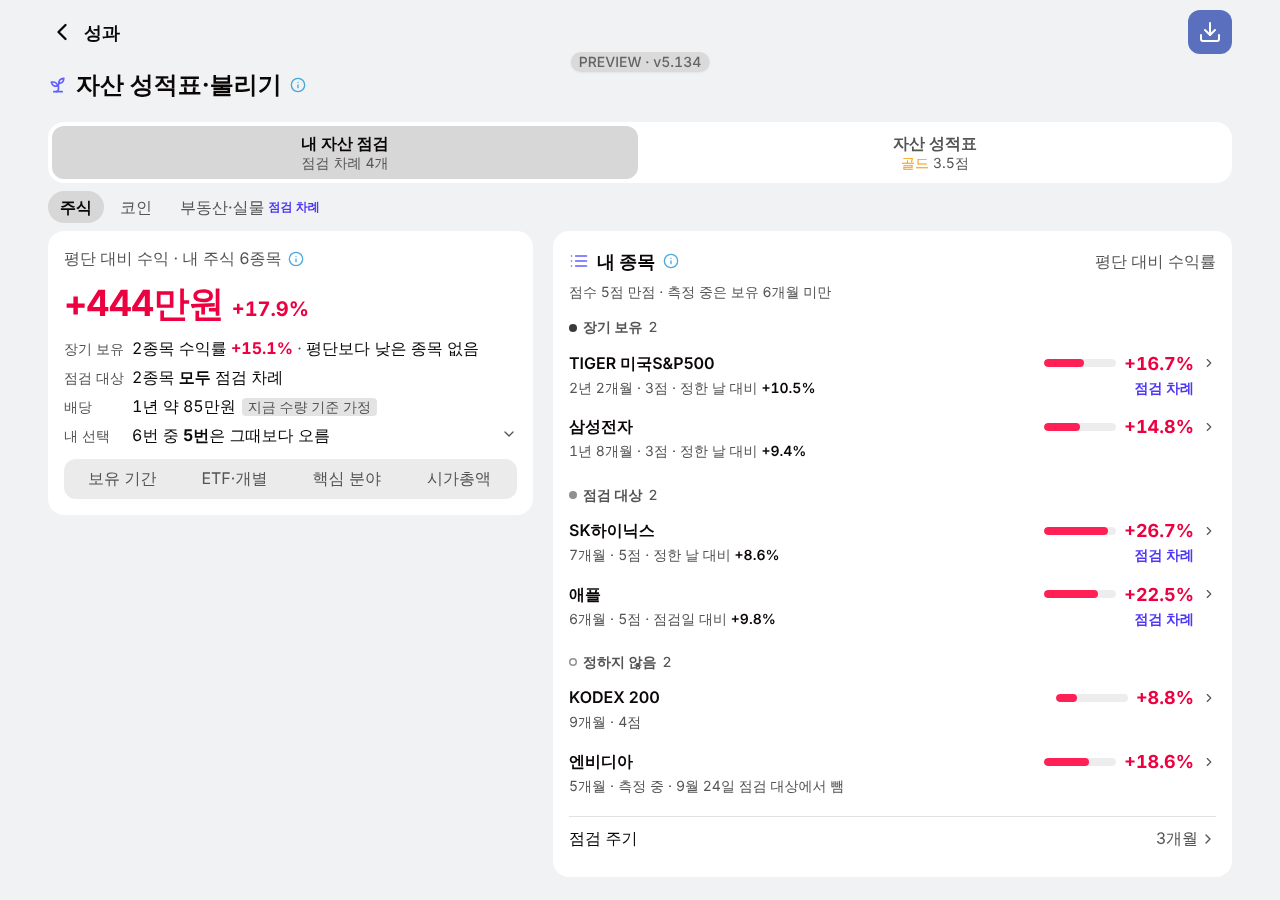 성과
PREVIEW · v5.134
자산 성적표·불리기
내 자산 점검
점검 차례 4개
자산 성적표
골드 3.5점
주식
코인
부동산·실물 점검 차례
평단 대비 수익 · 내 주식 6종목
+444만원 +17.9%
장기 보유 2종목 수익률 +15.1% · 평단보다 낮은 종목 없음
점검 대상 2종목 모두 점검 차례
배당 1년 약 85만원 지금 수량 기준 가정
내 선택 6번 중 5번은 그때보다 오름
보유 기간 ETF·개별 핵심 분야 시가총액
내 종목 평단 대비 수익률
점수 5점 만점 · 측정 중은 보유 6개월 미만
장기 보유 2
TIGER 미국S&P500 +16.7%
2년 2개월 · 3점 · 정한 날 대비 +10.5% 점검 차례
삼성전자 +14.8%
1년 8개월 · 3점 · 정한 날 대비 +9.4%
점검 대상 2
SK하이닉스 +26.7%
7개월 · 5점 · 정한 날 대비 +8.6% 점검 차례
애플 +22.5%
6개월 · 5점 · 점검일 대비 +9.8% 점검 차례
정하지 않음 2
KODEX 200 +8.8%
9개월 · 4점
엔비디아 +18.6%
5개월 · 측정 중 · 9월 24일 점검 대상에서 뺌
점검 주기 3개월